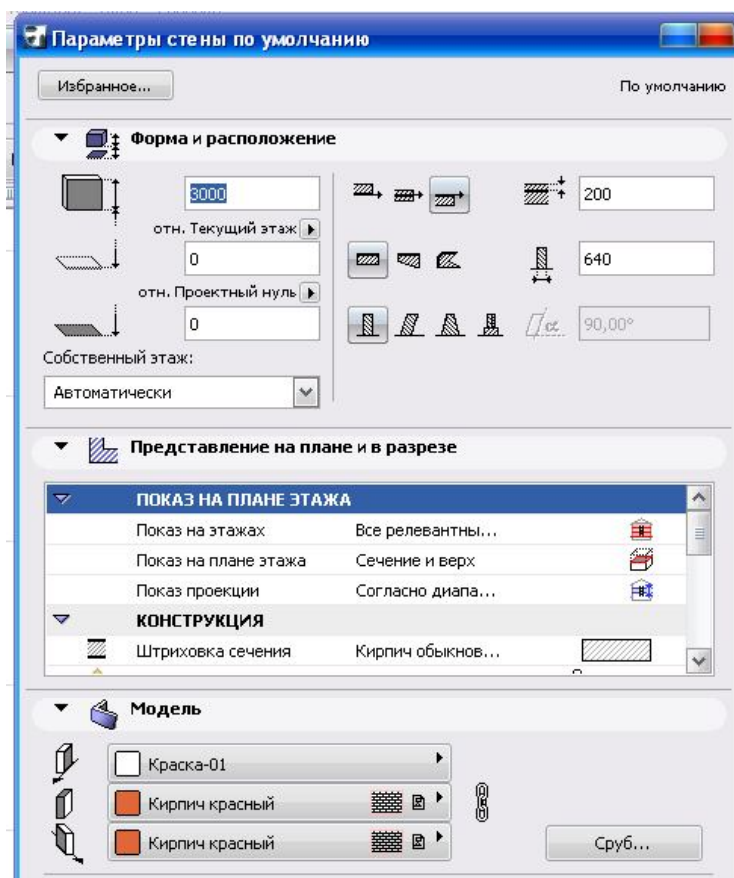 Параметры стены по умолчанию
Избранное...
По умолчанию
Форма и расположение
3000
200
отн. Текущий этаж
0
640
отн. Проектный нуль
0
α
90,00°
Собственный этаж:
Автоматически
Представление на плане и в разрезе
ПОКАЗ НА ПЛАНЕ ЭТАЖА
Показ на этажах Все релевантны...
Показ на плане этажа Сечение и верх
Показ проекции Согласно диапа...
КОНСТРУКЦИЯ
Штриховка сечения Кирпич обыкнов...
Модель
Краска-01
Кирпич красный
Кирпич красный
Сруб...